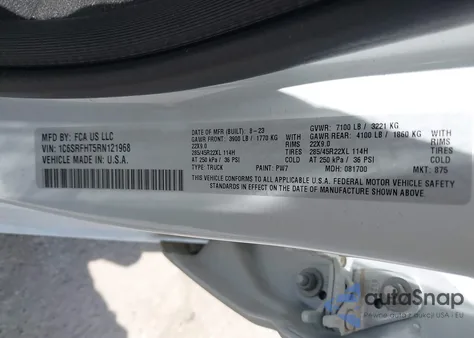 MFD BY: FCA US LLC
VIN: 1C6SRFHT5RN121968
VEHICLE MADE IN: U.S.A.
DATE OF MFR (BUILT): 8-23
GAWR FRONT: 3900 LB / 1770 KG
22X9.0 RIMS
285/45R22XL 114H TIRES
AT 250 kPa / 36 PSI
TYPE: TRUCK PAINT: PW7
GVWR: 7100 LB / 3221 KG
GAWR REAR: 4100 LB / 1860 KG
22X9.0 RIMS
285/45R22XL 114H TIRES
AT 250 kPa / 36 PSI
MDH: 081700 MKT: 875
THIS VEHICLE CONFORMS TO ALL APPLICABLE U.S.A. FEDERAL MOTOR VEHICLE
SAFETY STANDARDS IN EFFECT ON THE DATE OF MANUFACTURE SHOWN ABOVE.
autoSnap